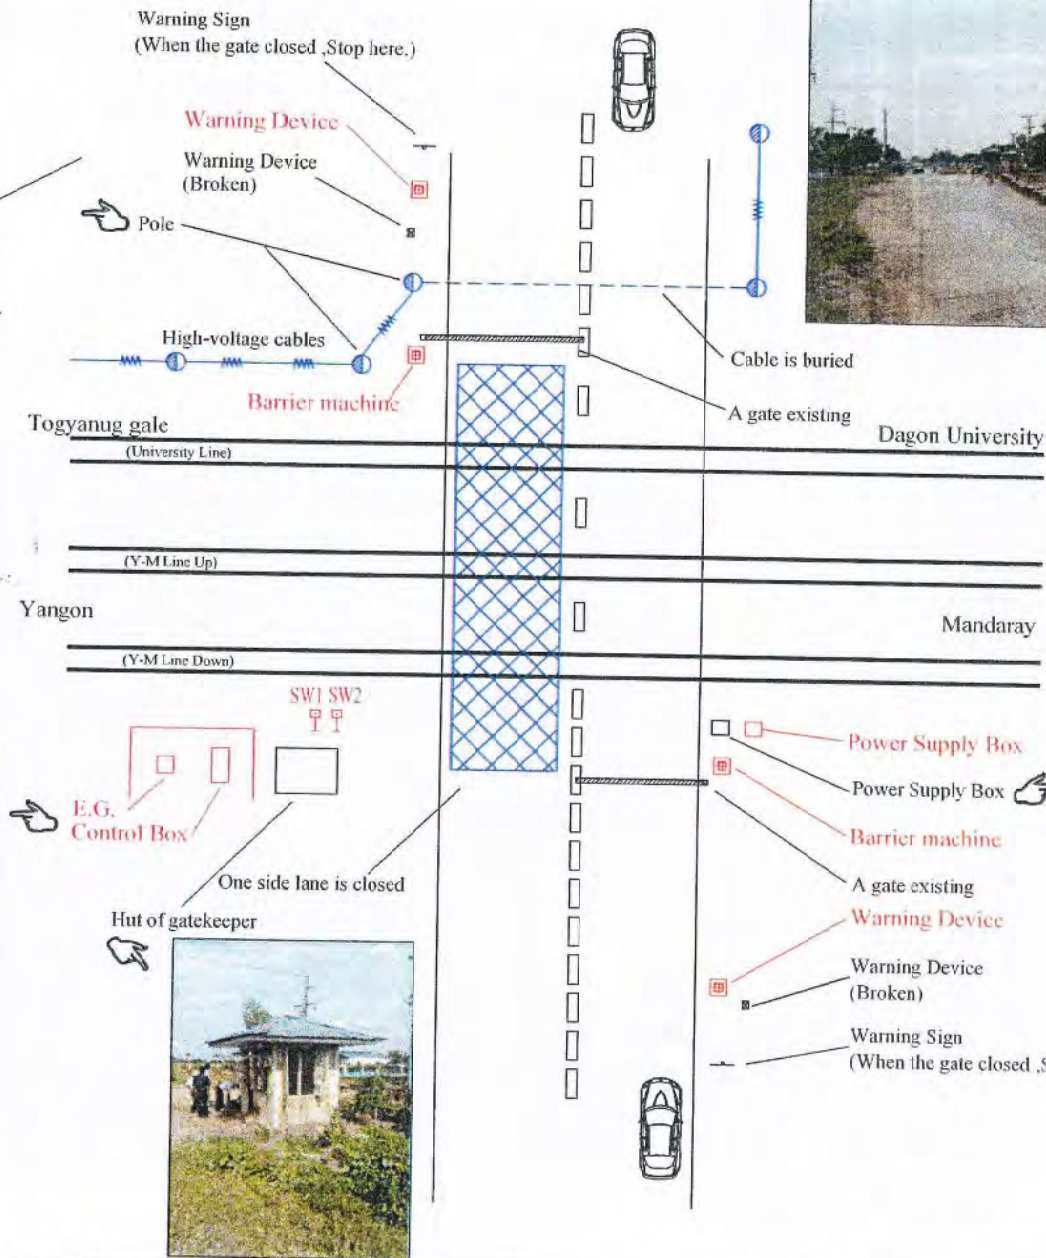 Warning Sign
(When the gate closed ,Stop here.)
Warning Device
Warning Device
(Broken)
Pole
High-voltage cables
Cable is buried
Barrier machine
A gate existing
Togyanug gale
Dagon University
(University Line)
(Y-M Line Up)
Yangon
Mandaray
(Y-M Line Down)
SW1 SW2
Power Supply Box
Power Supply Box
E.G.
Control Box
Barrier machine
One side lane is closed
A gate existing
Hut of gatekeeper
Warning Device
Warning Device
(Broken)
Warning Sign
(When the gate closed ,S